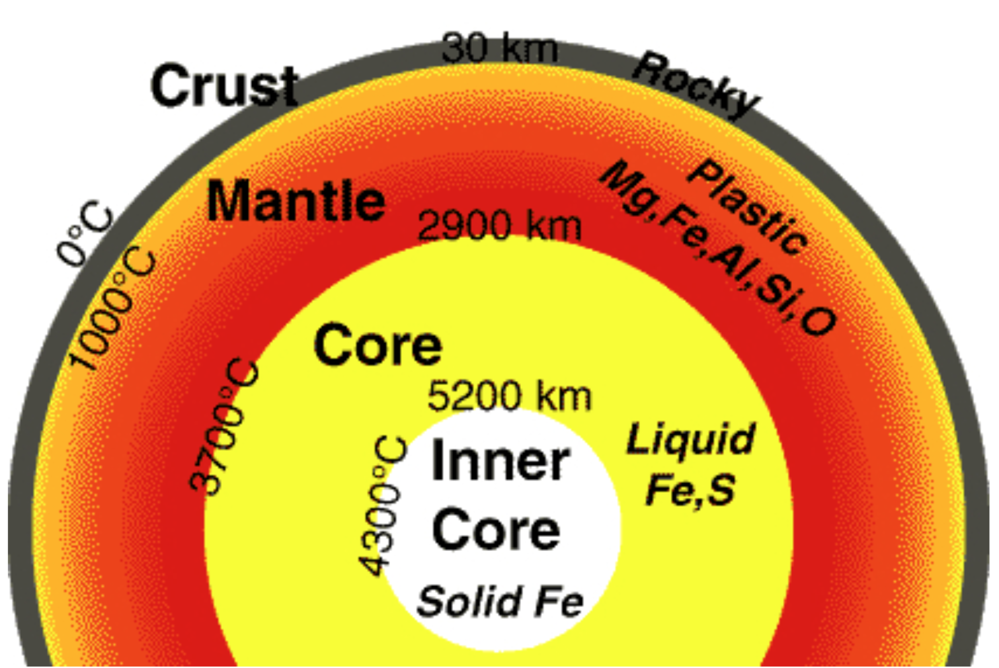 30 km
Crust
Rocky
Mantle
Plastic
Mg,Fe,Al,Si,O
0°C
1000°C
2900 km
3700°C
Core
5200 km
Liquid
Fe,S
4300°C
Inner
Core
Solid Fe